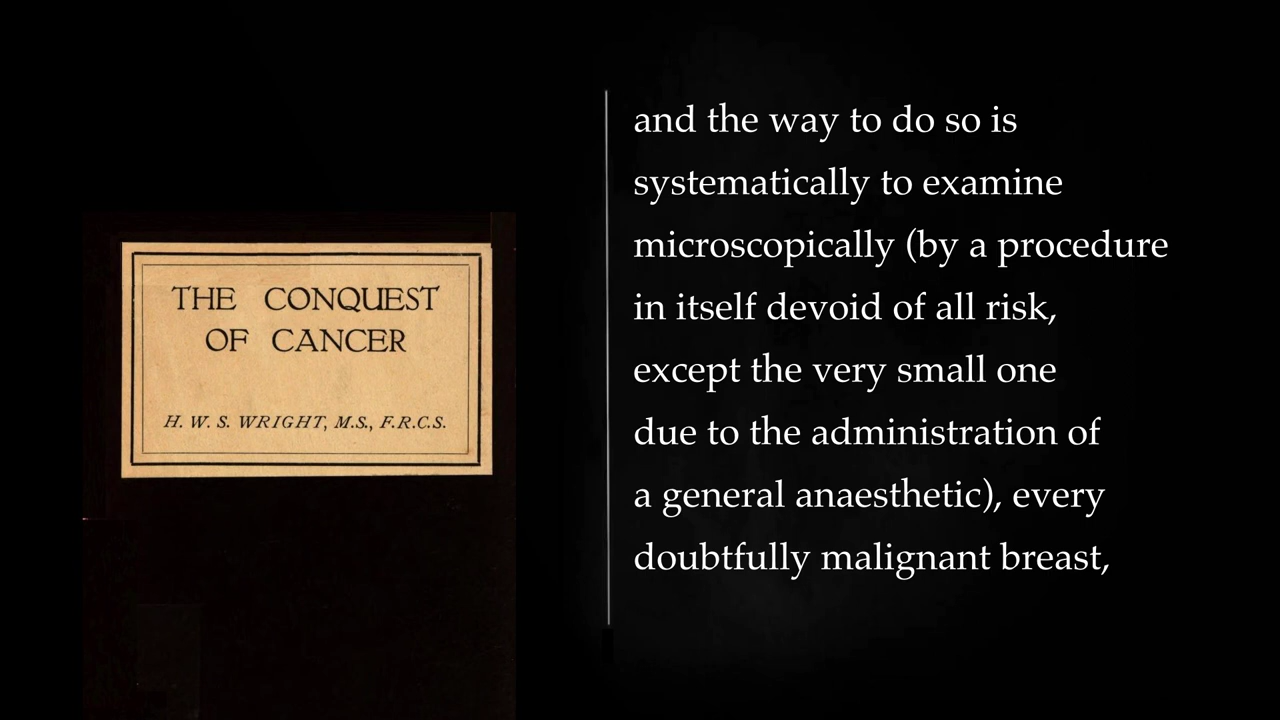 THE CONQUEST
OF CANCER
H. W. S. WRIGHT, M.S., F.R.C.S.
and the way to do so is
systematically to examine
microscopically (by a procedure
in itself devoid of all risk,
except the very small one
due to the administration of
a general anaesthetic), every
doubtfully malignant breast,